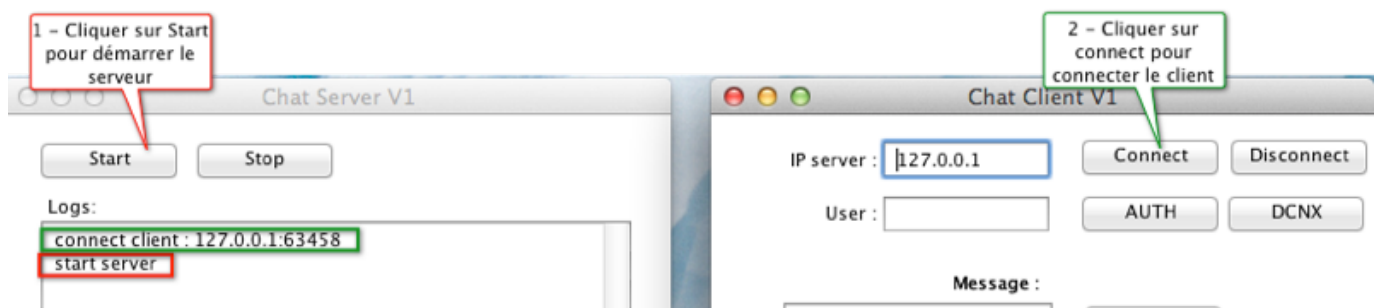 1 - Cliquer sur Start
pour démarrer le
serveur
2 - Cliquer sur
connect pour
connecter le client
Chat Server V1
Chat Client V1
Start Stop
IP server : 127.0.0.1 Connect Disconnect
Logs:
User : AUTH DCNX
connect client : 127.0.0.1:63458
start server
Message :